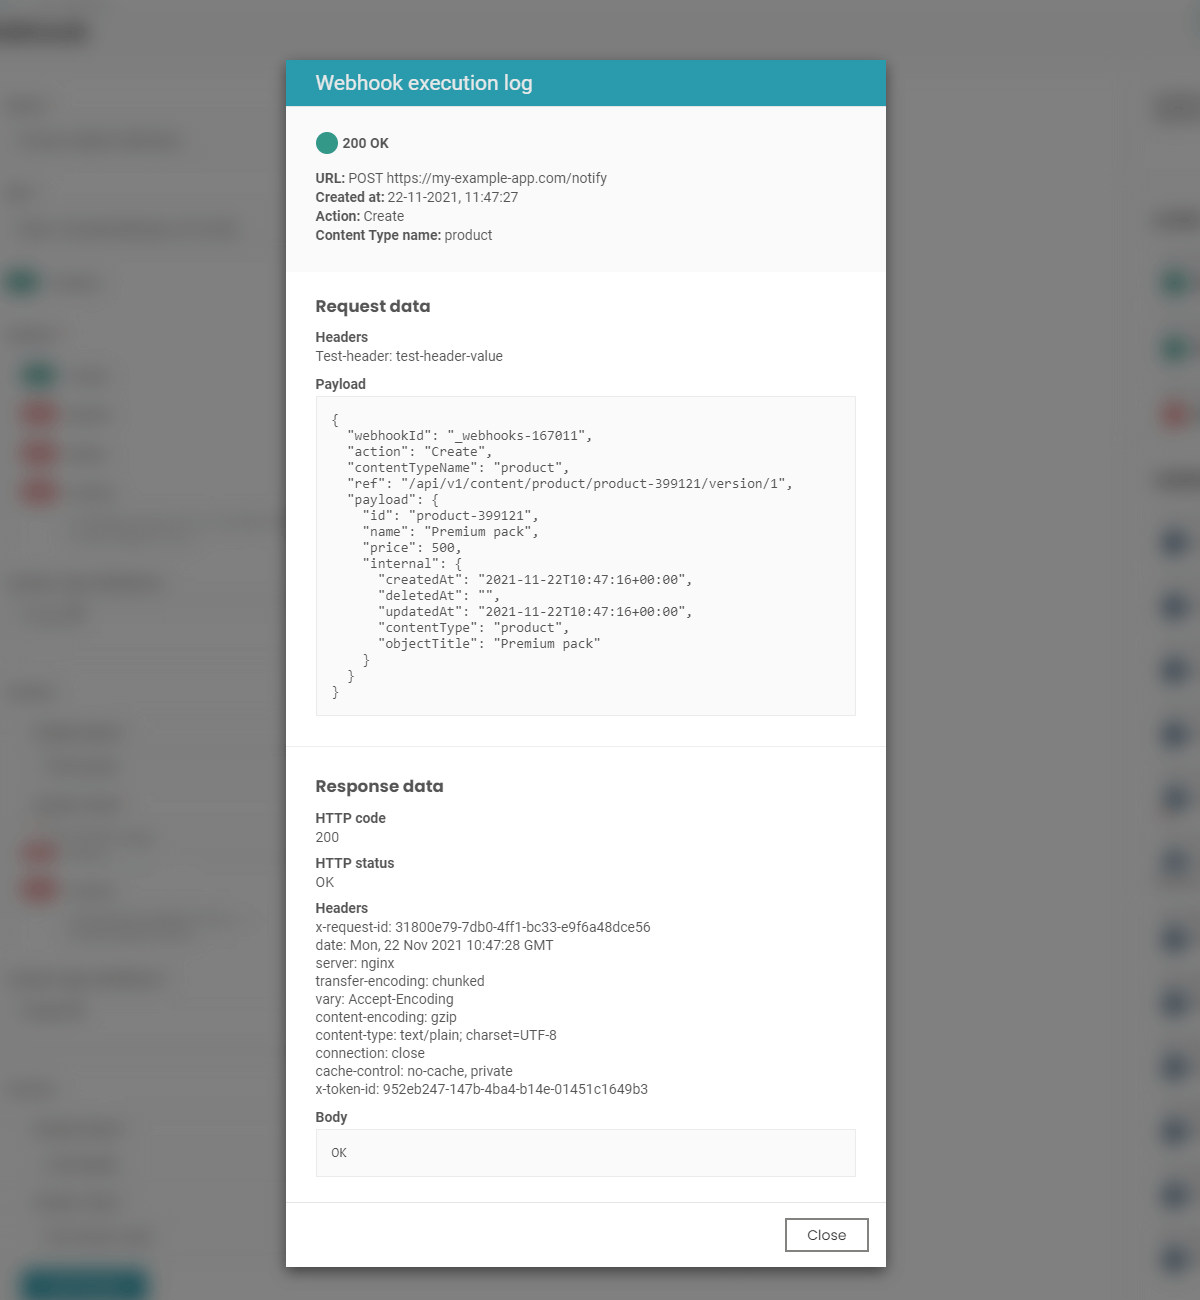 Webhook execution log
200 OK
URL: POST https://my-example-app.com/notify
Created at: 22-11-2021, 11:47:27
Action: Create
Content Type name: product
Request data
Headers
Test-header: test-header-value
Payload
{
  "webhookId": "_webhooks-167011",
  "action": "Create",
  "contentTypeName": "product",
  "ref": "/api/v1/content/product/product-399121/version/1",
  "payload": {
    "id": "product-399121",
    "name": "Premium pack",
    "price": 500,
    "internal": {
      "createdAt": "2021-11-22T10:47:16+00:00",
      "deletedAt": "",
      "updatedAt": "2021-11-22T10:47:16+00:00",
      "contentType": "product",
      "objectTitle": "Premium pack"
    }
  }
}
Response data
HTTP code
200
HTTP status
OK
Headers
x-request-id: 31800e79-7db0-4ff1-bc33-e9f6a48dce56
date: Mon, 22 Nov 2021 10:47:28 GMT
server: nginx
transfer-encoding: chunked
vary: Accept-Encoding
content-encoding: gzip
content-type: text/plain; charset=UTF-8
connection: close
cache-control: no-cache, private
x-token-id: 952eb247-147b-4ba4-b14e-01451c1649b3
Body
OK
Close